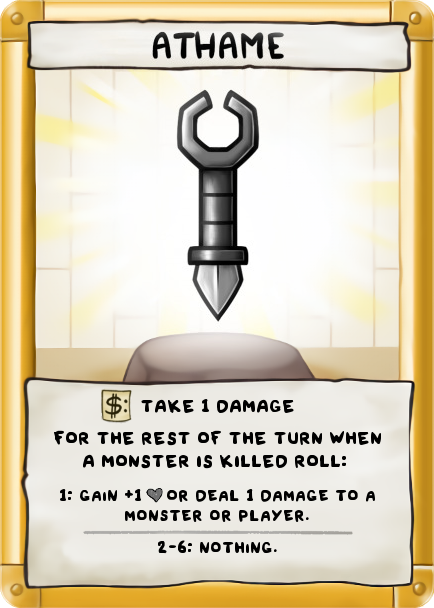 ATHAME
$: TAKE 1 DAMAGE
FOR THE REST OF THE TURN WHEN
A MONSTER IS KILLED ROLL:
1: GAIN +1 ♥ OR DEAL 1 DAMAGE TO A
MONSTER OR PLAYER.
2-6: NOTHING.